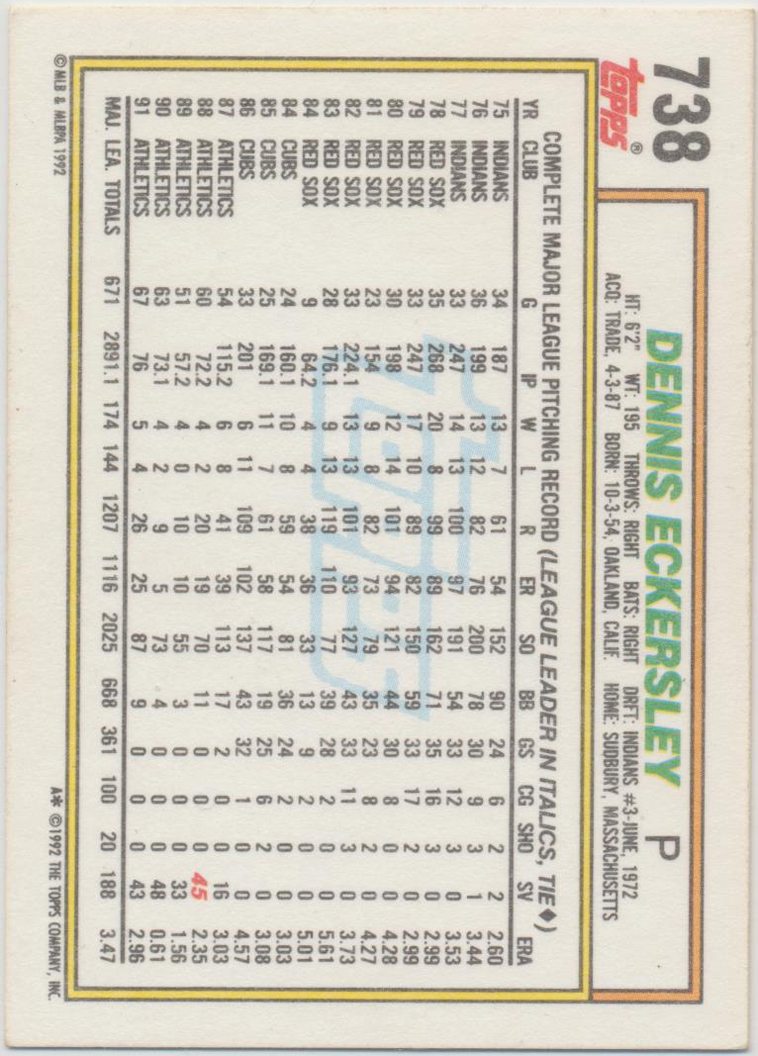 738
Topps®
DENNIS ECKERSLEY P
HT: 6'2" WT: 195 THROWS: RIGHT BATS: RIGHT DRFT: INDIANS #3-JUNE, 1972
ACQ: TRADE, 4-3-87 BORN: 10-3-54, OAKLAND, CALIF. HOME: SUDBURY, MASSACHUSETTS
COMPLETE MAJOR LEAGUE PITCHING RECORD (LEAGUE LEADER IN ITALICS, TIE♦)
YR CLUB G IP W L R ER SO BB GS CG SHO SV ERA
75 INDIANS 34 187 13 7 61 54 152 90 24 6 2 2 2.60
76 INDIANS 36 199 13 12 82 76 200 78 30 9 3 1 3.44
77 INDIANS 33 247 14 13 100 97 191 54 33 12 3 0 3.53
78 RED SOX 35 268 20 8 99 89 162 71 35 16 3 0 2.99
79 RED SOX 33 247 17 10 89 82 150 59 33 17 2 0 2.99
80 RED SOX 30 198 12 14 101 94 121 44 30 8 0 0 4.28
81 RED SOX 23 154 9 8 82 73 79 35 23 8 2 0 4.27
82 RED SOX 33 224.1 13 13 101 93 127 43 33 11 3 0 3.73
83 RED SOX 28 176.1 9 13 119 110 77 39 28 2 0 0 5.61
84 RED SOX 9 64.2 4 4 38 36 33 13 9 2 0 0 5.01
84 CUBS 24 160.1 10 8 59 54 81 36 24 2 0 0 3.03
85 CUBS 25 169.1 11 7 61 58 117 19 25 6 2 0 3.08
86 CUBS 33 201 6 11 109 102 137 43 32 1 0 0 4.57
87 ATHLETICS 54 115.2 6 8 41 39 113 17 2 0 0 16 3.03
88 ATHLETICS 60 72.2 4 2 20 19 70 11 0 0 0 45 2.35
89 ATHLETICS 51 57.2 4 0 10 10 55 3 0 0 0 33 1.56
90 ATHLETICS 63 73.1 4 2 9 5 73 4 0 0 0 48 0.61
91 ATHLETICS 67 76 5 4 26 25 87 9 0 0 0 43 2.96
MAJ. LEA. TOTALS 671 2891.1 174 144 1207 1116 2025 668 361 100 20 188 3.47
© MLB & MLBPA 1992
A* ©1992 THE TOPPS COMPANY, INC.